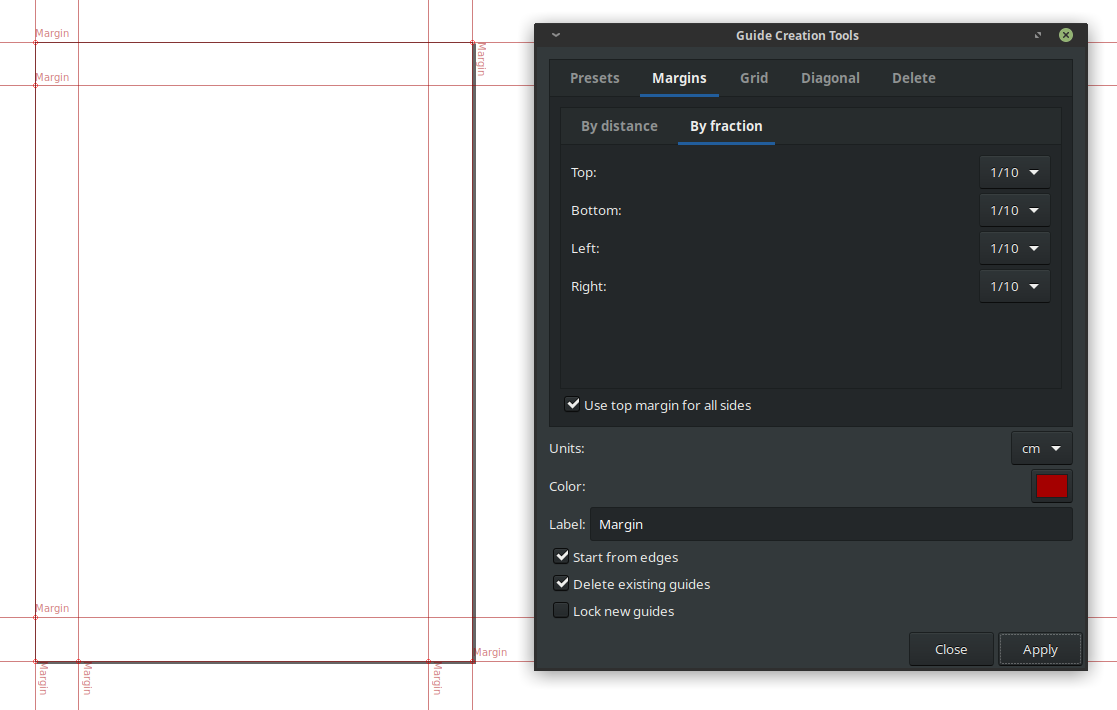 Margin
Margin
Margin
Margin
Margin
Margin
Margin
Margin
Guide Creation Tools
Presets Margins Grid Diagonal Delete
By distance By fraction
Top: 1/10
Bottom: 1/10
Left: 1/10
Right: 1/10
Use top margin for all sides
Units: cm
Color:
Label: Margin
Start from edges
Delete existing guides
Lock new guides
Close Apply